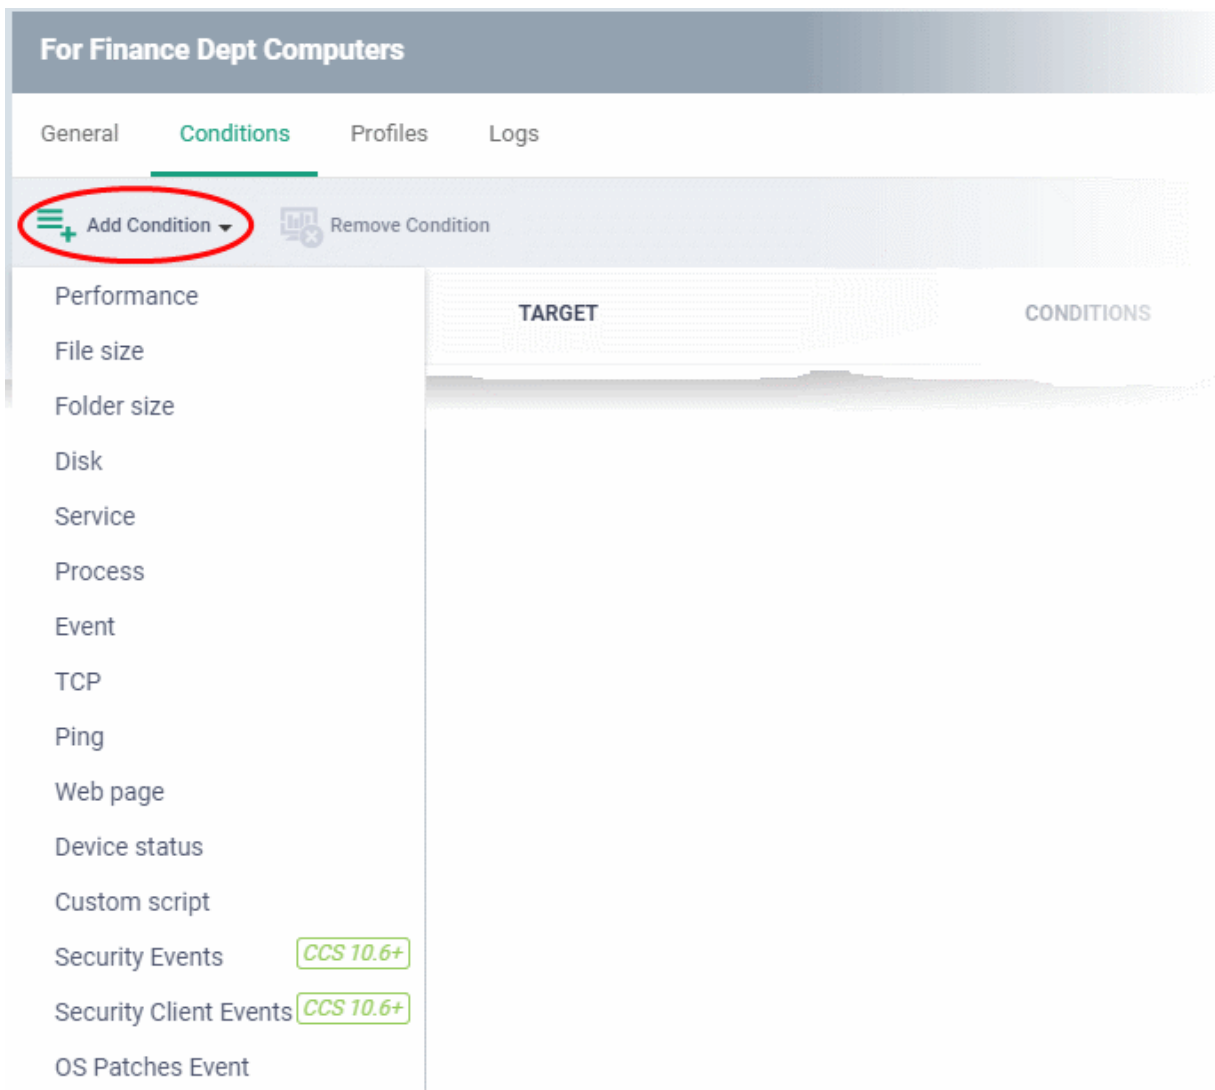 For Finance Dept Computers
General Conditions Profiles Logs
Add Condition Remove Condition
TARGET CONDITIONS
Performance
File size
Folder size
Disk
Service
Process
Event
TCP
Ping
Web page
Device status
Custom script
Security Events CCS 10.6+
Security Client Events CCS 10.6+
OS Patches Event